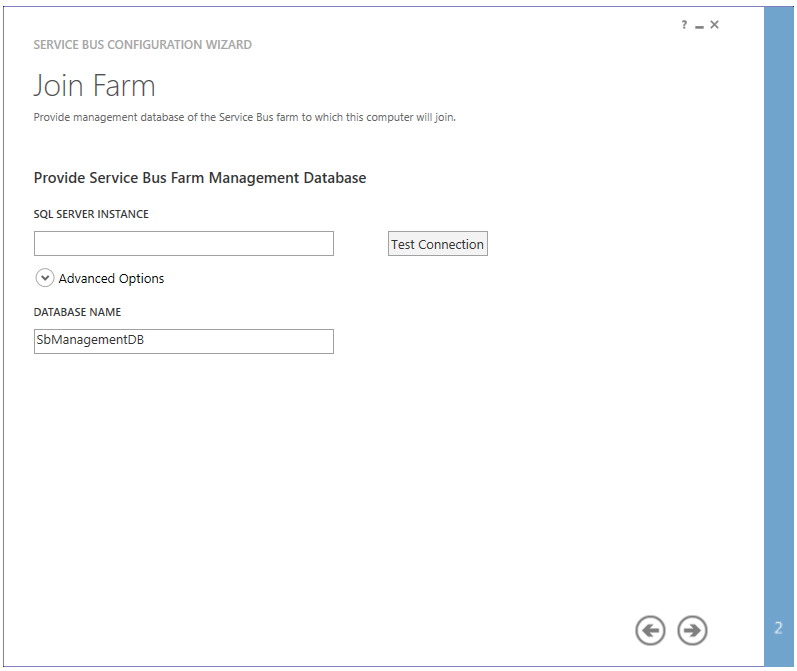 ?
SERVICE BUS CONFIGURATION WIZARD
Join Farm
Provide management database of the Service Bus farm to which this computer will join.
Provide Service Bus Farm Management Database
SQL SERVER INSTANCE
Test Connection
Advanced Options
DATABASE NAME
SbManagementDB
2